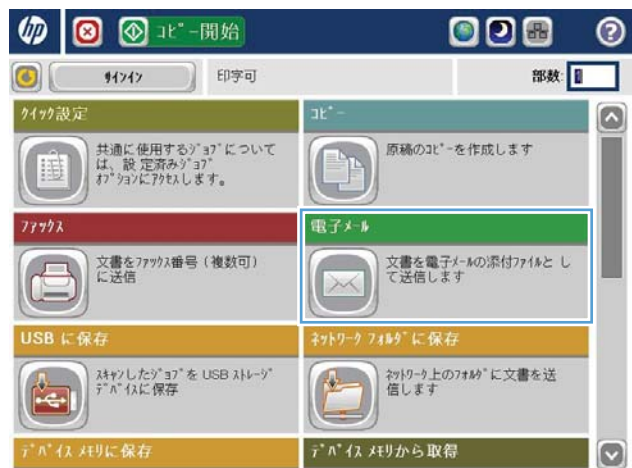 hp
コピー開始
?
サインイン
印字可
部数: 1
クイック設定
コピー
共通に使用するジョブについて
は、設 定済みジョブ
オプションにアクセスしま す。
原稿のコピーを作成します
ファックス
電子メール
文書をファックス番号(複数可)
に送信
文書を電子メールの添付ファイルと し
て送信しま す
USB に保存
ネットワーク フォルダに保存
スキャンしたジョブを USB ストレージ
デバイスに保存
ネットワーク上のフォルダに文書を送
信します
デバイス メモリに保存
デバイス メモリから取得